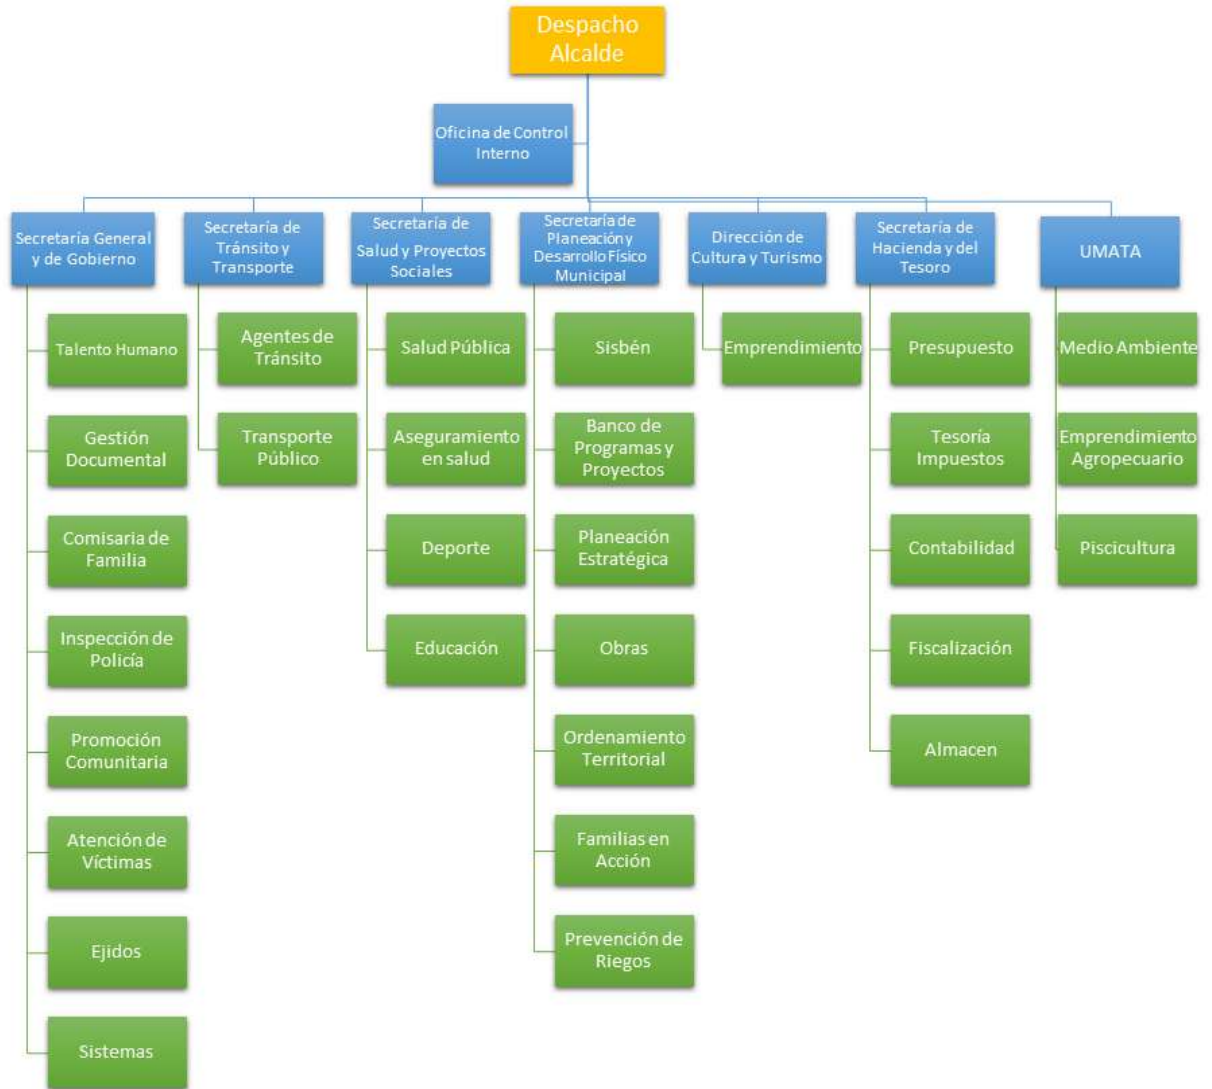 Despacho
Alcalde
Oficina de Control
Interno
Secretaría General
y de Gobierno
Secretaría de
Tránsito y
Transporte
Secretaría de
Salud y Proyectos
Sociales
Secretaría de
Planeación y
Desarrollo Físico
Municipal
Dirección de
Cultura y Turismo
Secretaría de
Hacienda y del
Tesoro
UMATA
Talento Humano
Gestión
Documental
Comisaria de
Familia
Inspección de
Policía
Promoción
Comunitaria
Atención de
Víctimas
Ejidos
Sistemas
Agentes de
Tránsito
Transporte
Público
Salud Pública
Aseguramiento
en salud
Deporte
Educación
Sisbén
Banco de
Programas y
Proyectos
Planeación
Estratégica
Obras
Ordenamiento
Territorial
Familias en
Acción
Prevención de
Riegos
Emprendimiento
Presupuesto
Tesoría
Impuestos
Contabilidad
Fiscalización
Almacen
Medio Ambiente
Emprendimiento
Agropecuario
Piscicultura